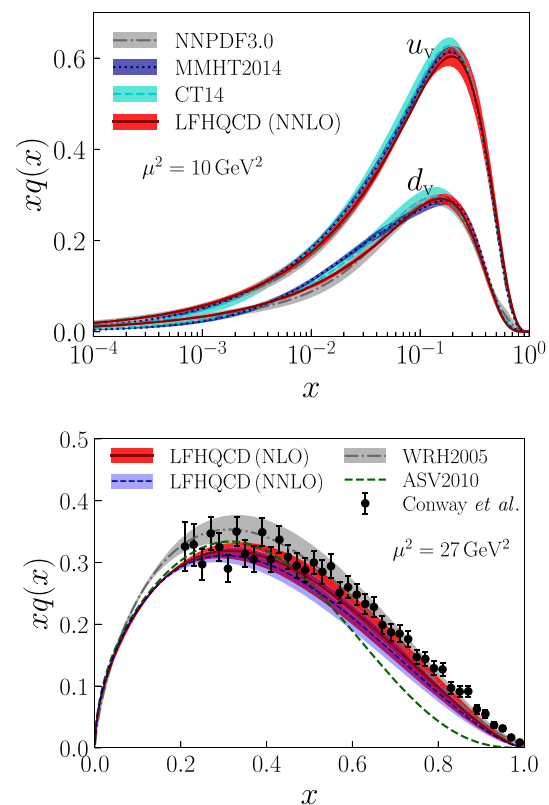 NNPDF3.0
MMHT2014
CT14
LFHQCD (NNLO)
μ² = 10 GeV²
u_v
d_v
xq(x)
0.6
0.4
0.2
0.0
10⁻⁴ 10⁻³ 10⁻² 10⁻¹ 10⁰
x
LFHQCD (NLO) WRH2005
LFHQCD (NNLO) ASV2010
Conway et al.
μ² = 27 GeV²
xq(x)
0.5
0.4
0.3
0.2
0.1
0.0
0.0 0.2 0.4 0.6 0.8 1.0
x